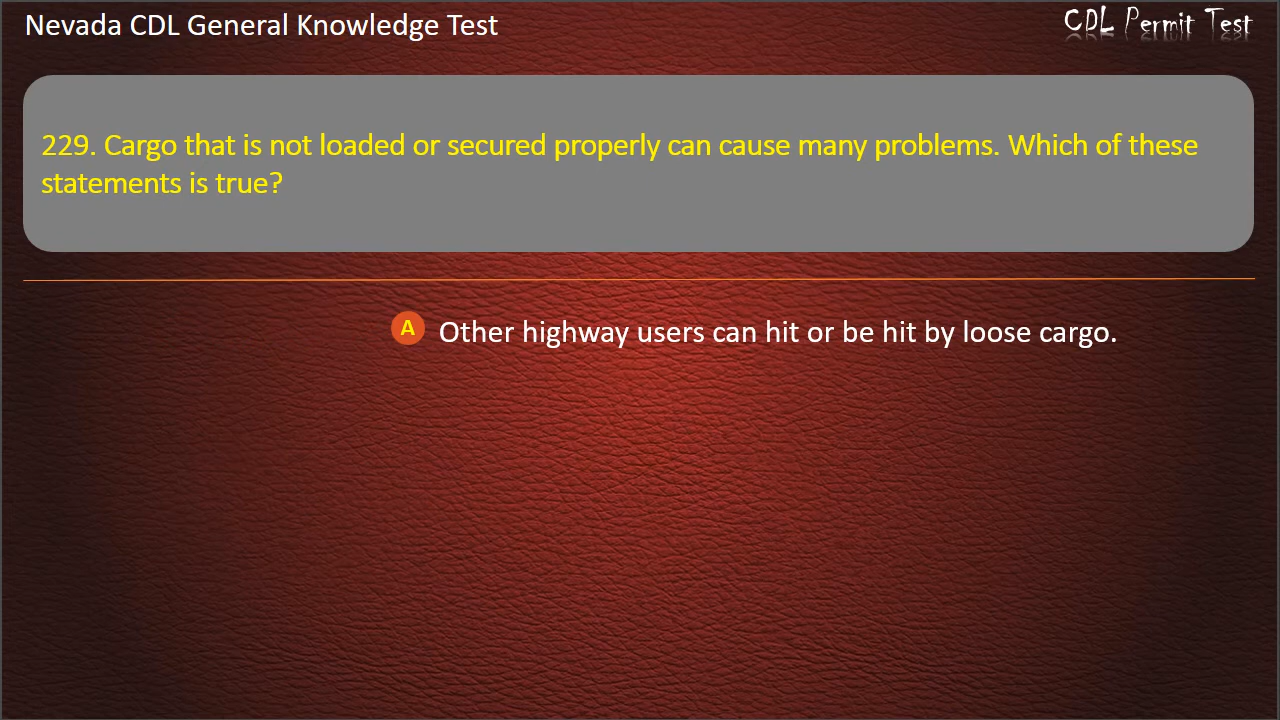 Nevada CDL General Knowledge Test
CDL Permit Test
229. Cargo that is not loaded or secured properly can cause many problems. Which of these
statements is true?
A Other highway users can hit or be hit by loose cargo.